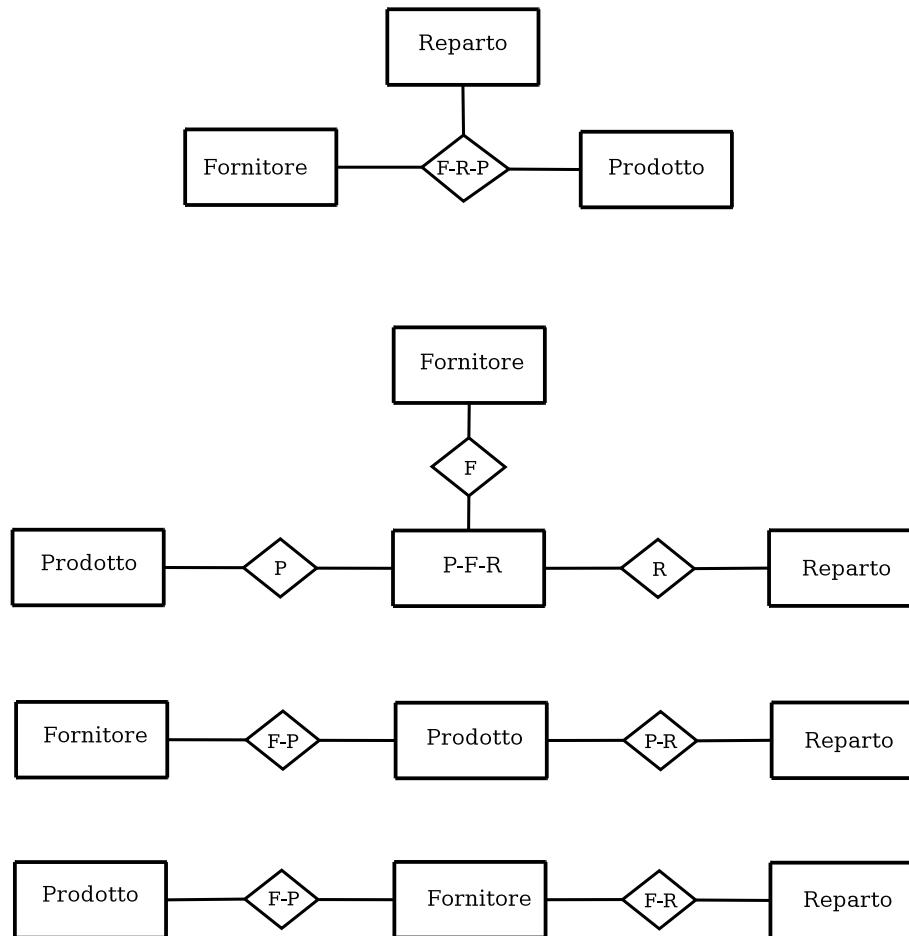 Reparto
Fornitore F-R-P Prodotto
Fornitore
F
Prodotto P P-F-R R Reparto
Fornitore F-P Prodotto P-R Reparto
Prodotto F-P Fornitore F-R Reparto